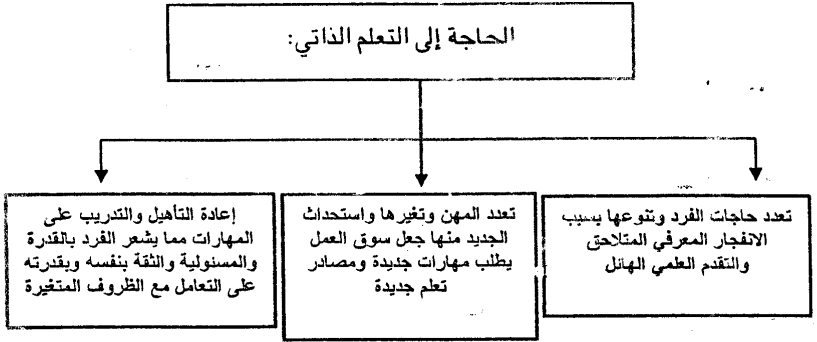 الحاجة إلى التعلم الذاتي:
تعدد حاجات الفرد وتنوعها بسبب
الانفجار المعرفي المتلاحق
والتقدم العلمي الهائل
تعدد المهن وتغيرها واستحداث
الجديد منها جعل سوق العمل
يطلب مهارات جديدة ومصادر
تعلم جديدة
إعادة التأهيل والتدريب على
المهارات مما يشعر الفرد بالقدرة
والمسئولية والثقة بنفسه وبقدرته
على التعامل مع الظروف المتغيرة